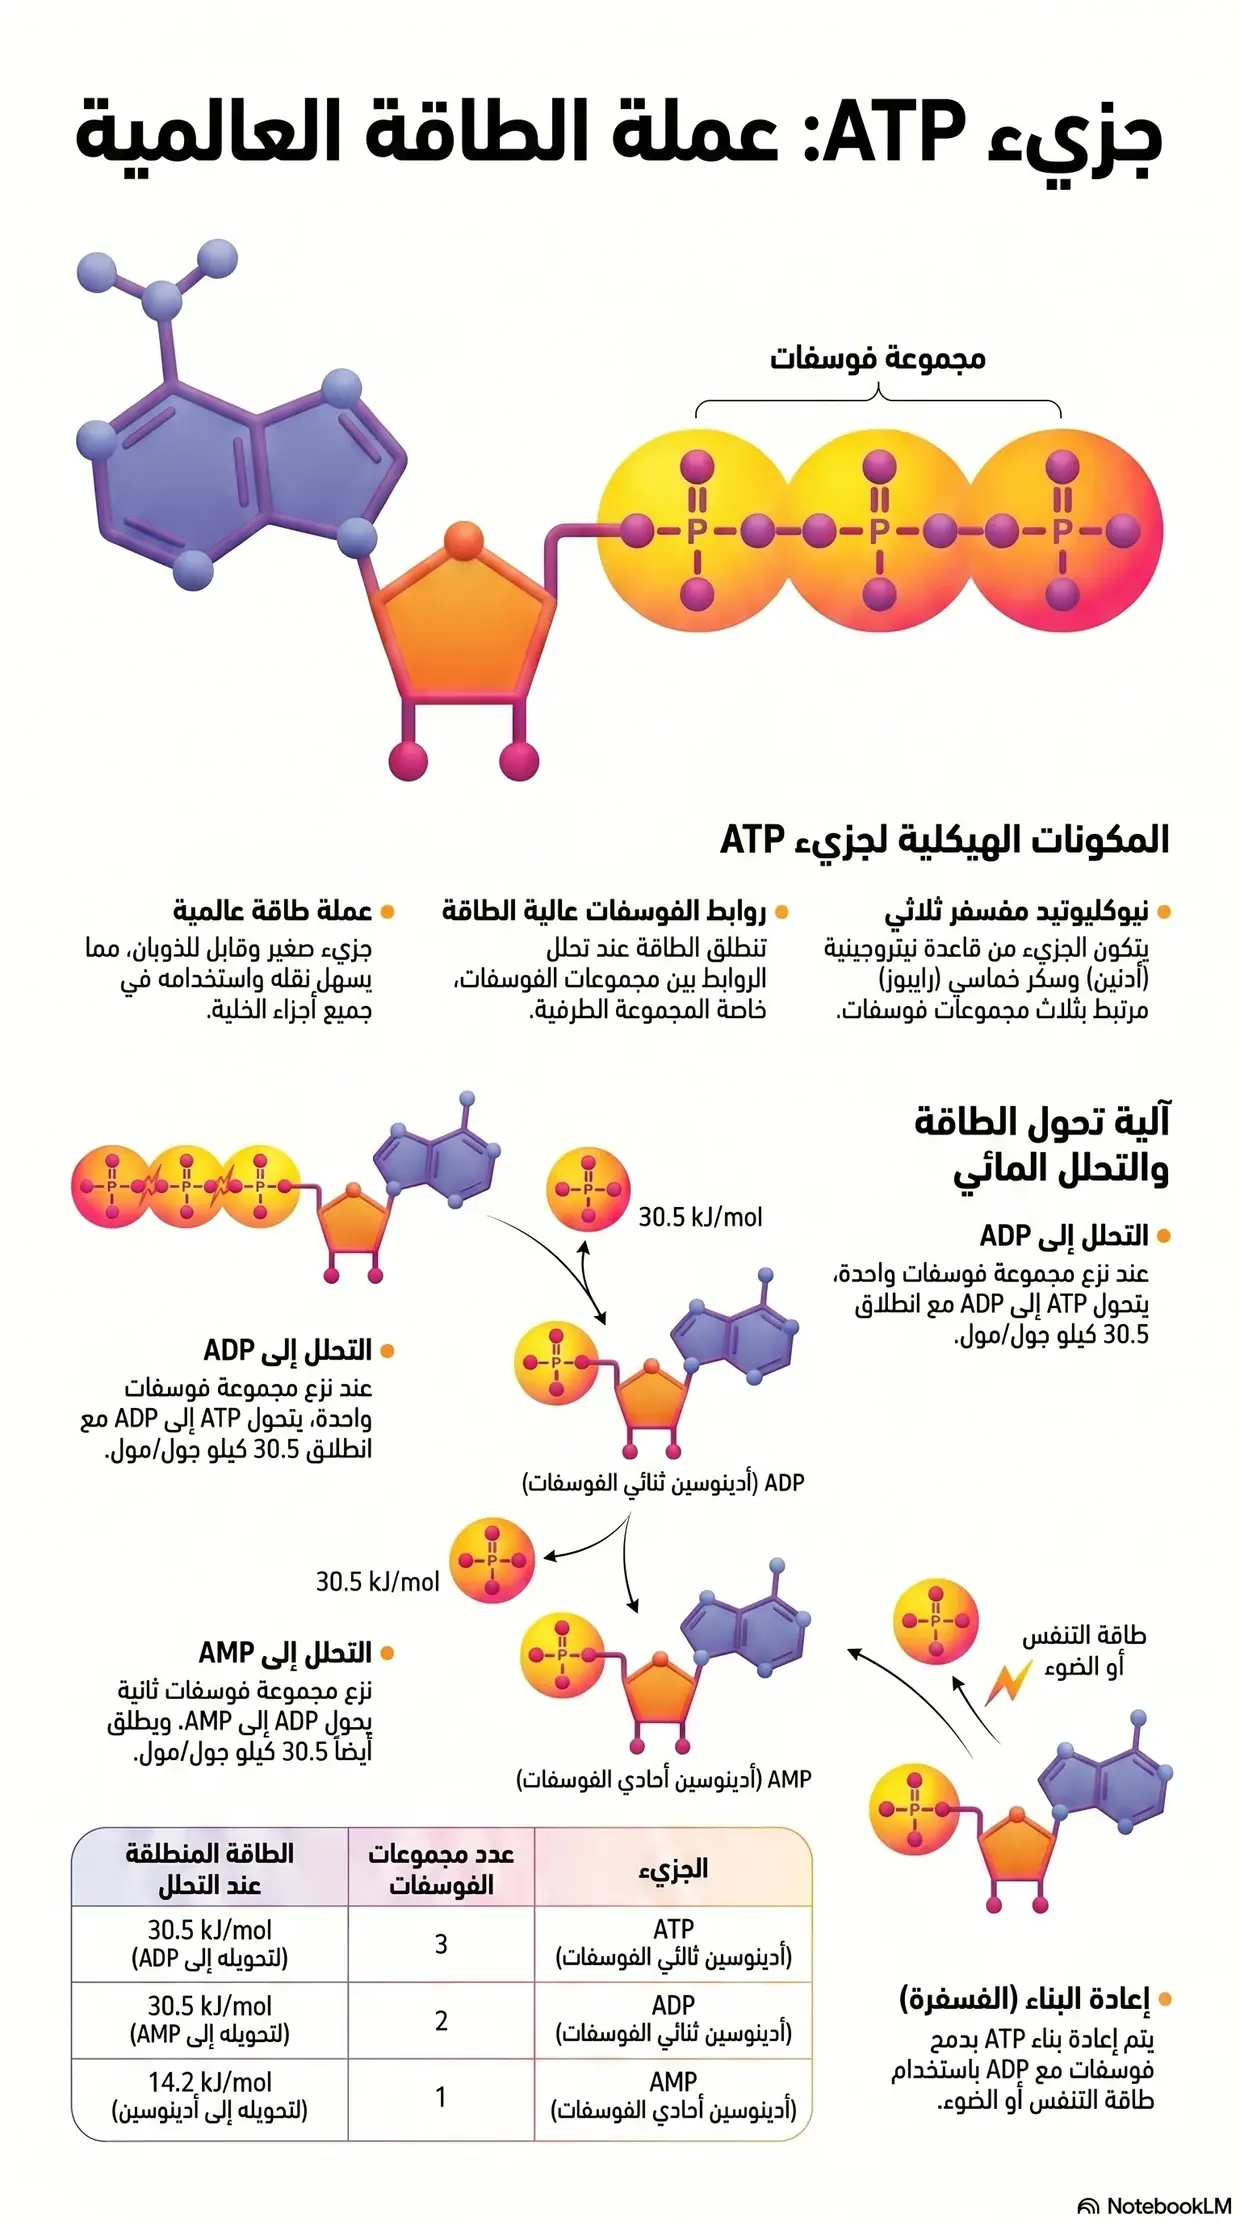 جزيء ATP: عملة الطاقة العالمية
مجموعة فوسفات
P
P
P
المكونات الهيكلية لجزيء ATP
نيوكليوتيد مفسفر ثلاثي
يتكون الجزيء من قاعدة نيتروجينية
(أدنين) وسكر خماسي (رايبوز)
مرتبط بثلاث مجموعات فوسفات.
روابط الفوسفات عالية الطاقة
تنطلق الطاقة عند تحلل
الروابط بين مجموعات الفوسفات،
خاصة المجموعة الطرفية.
عملة طاقة عالمية
جزيء صغير وقابل للذوبان، مما
يسهل نقله واستخدامه في
جميع أجزاء الخلية.
آلية تحول الطاقة
والتحلل المائي
التحلل إلى ADP
عند نزع مجموعة فوسفات واحدة،
يتحول ATP إلى ADP مع انطلاق
30.5 كيلو جول/مول.
P
P
P
P
30.5 kJ/mol
P
ADP (أدينوسين ثنائي الفوسفات)
التحلل إلى ADP
عند نزع مجموعة فوسفات
واحدة، يتحول ATP إلى ADP مع
انطلاق 30.5 كيلو جول/مول.
P
30.5 kJ/mol
P
AMP (أدينوسين أحادي الفوسفات)
التحلل إلى AMP
نزع مجموعة فوسفات ثانية
يحول ADP إلى AMP. ويطلق
أيضاً 30.5 كيلو جول/مول.
P
طاقة التنفس
أو الضوء
P
إعادة البناء (الفسفرة)
يتم إعادة بناء ATP بدمج
فوسفات مع ADP باستخدام
طاقة التنفس أو الضوء.
الجزيء
عدد مجموعات
الفوسفات
الطاقة المنطلقة
عند التحلل
ATP
(أدينوسين ثالثي الفوسفات)
3
30.5 kJ/mol
(لتحويله إلى ADP)
ADP
(أدينوسين ثنائي الفوسفات)
2
30.5 kJ/mol
(لتحويله إلى AMP)
AMP
(أدينوسين أحادي الفوسفات)
1
14.2 kJ/mol
(لتحويله إلى أدينوسين)
NotebookLM